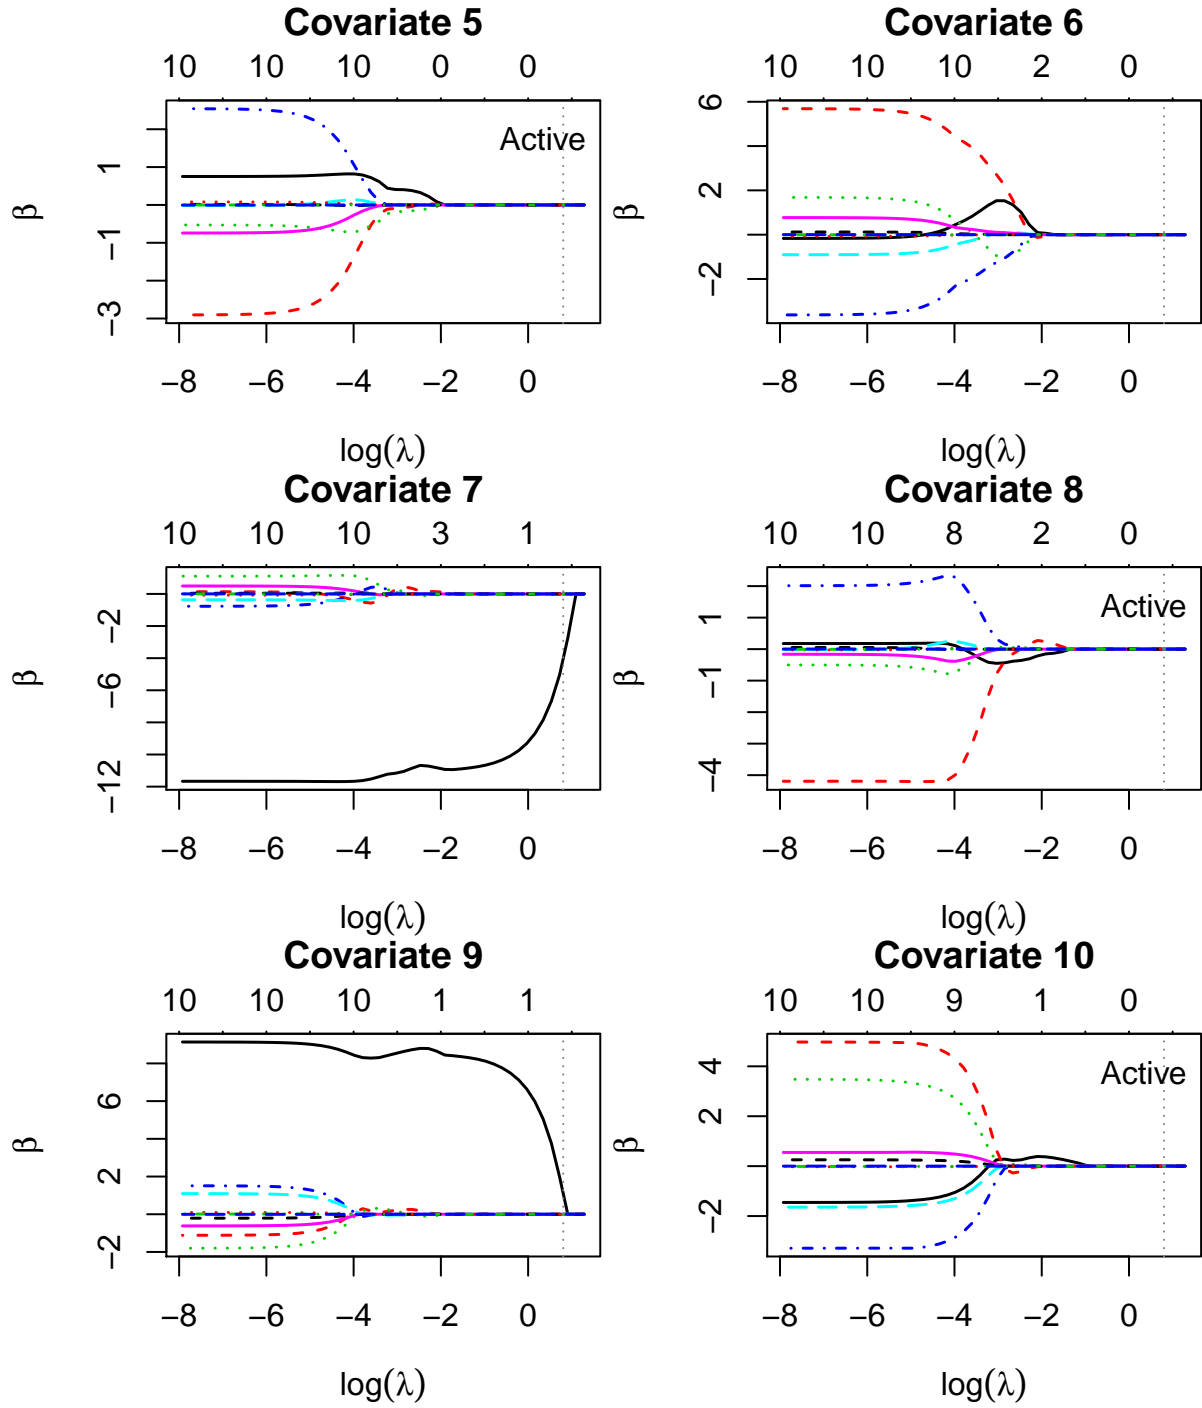 Covariate 5
10 10 10 0 0
Active
β
1
−1
−3
−8 −6 −4 −2 0
log(λ)
Covariate 6
10 10 10 2 0
β
6
2
−2
−8 −6 −4 −2 0
log(λ)
Covariate 7
10 10 10 3 1
β
−2
−6
−12
−8 −6 −4 −2 0
log(λ)
Covariate 8
10 10 8 2 0
Active
β
1
−1
−4
−8 −6 −4 −2 0
log(λ)
Covariate 9
10 10 10 1 1
β
6
2
−2
−8 −6 −4 −2 0
log(λ)
Covariate 10
10 10 9 1 0
Active
β
4
2
−2
−8 −6 −4 −2 0
log(λ)